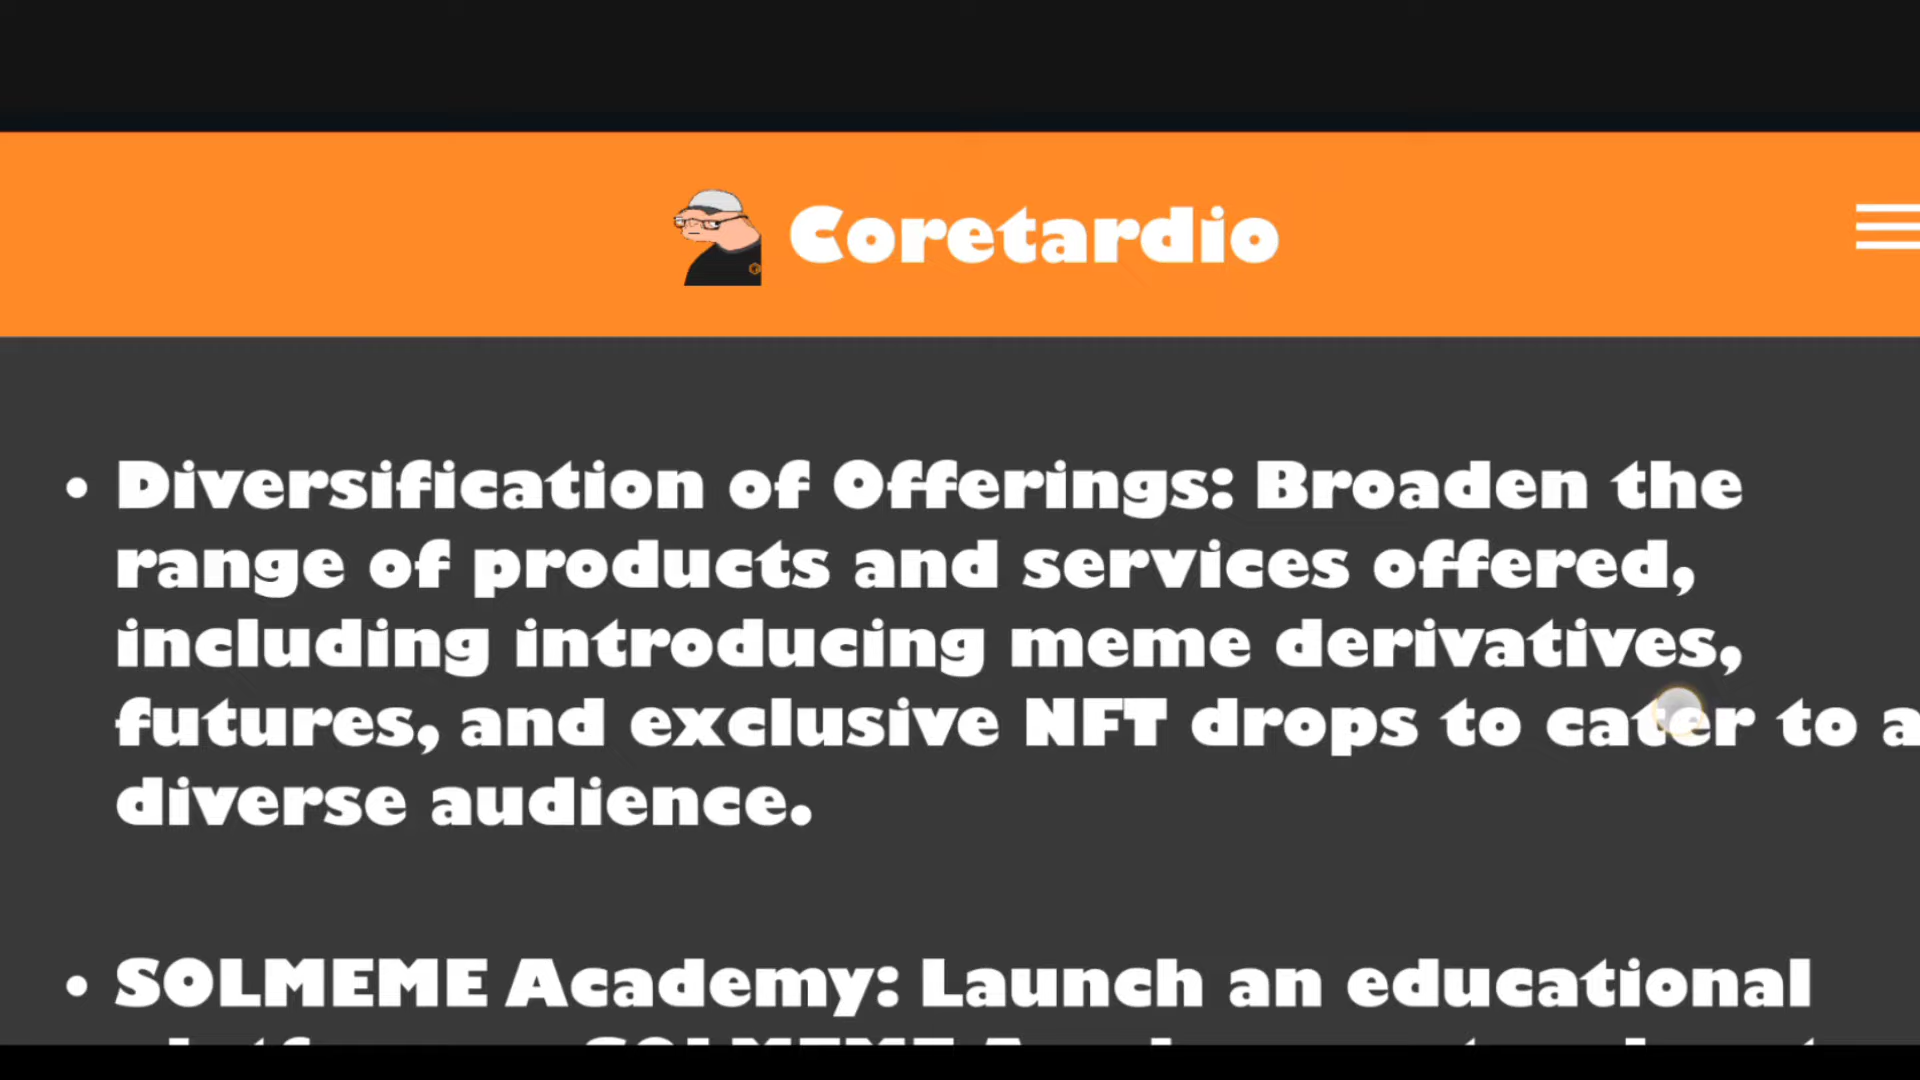 Coretardio
• Diversification of Offerings: Broaden the
range of products and services offered,
including introducing meme derivatives,
futures, and exclusive NFT drops to cater to a
diverse audience.
• SOLMEME Academy: Launch an educational